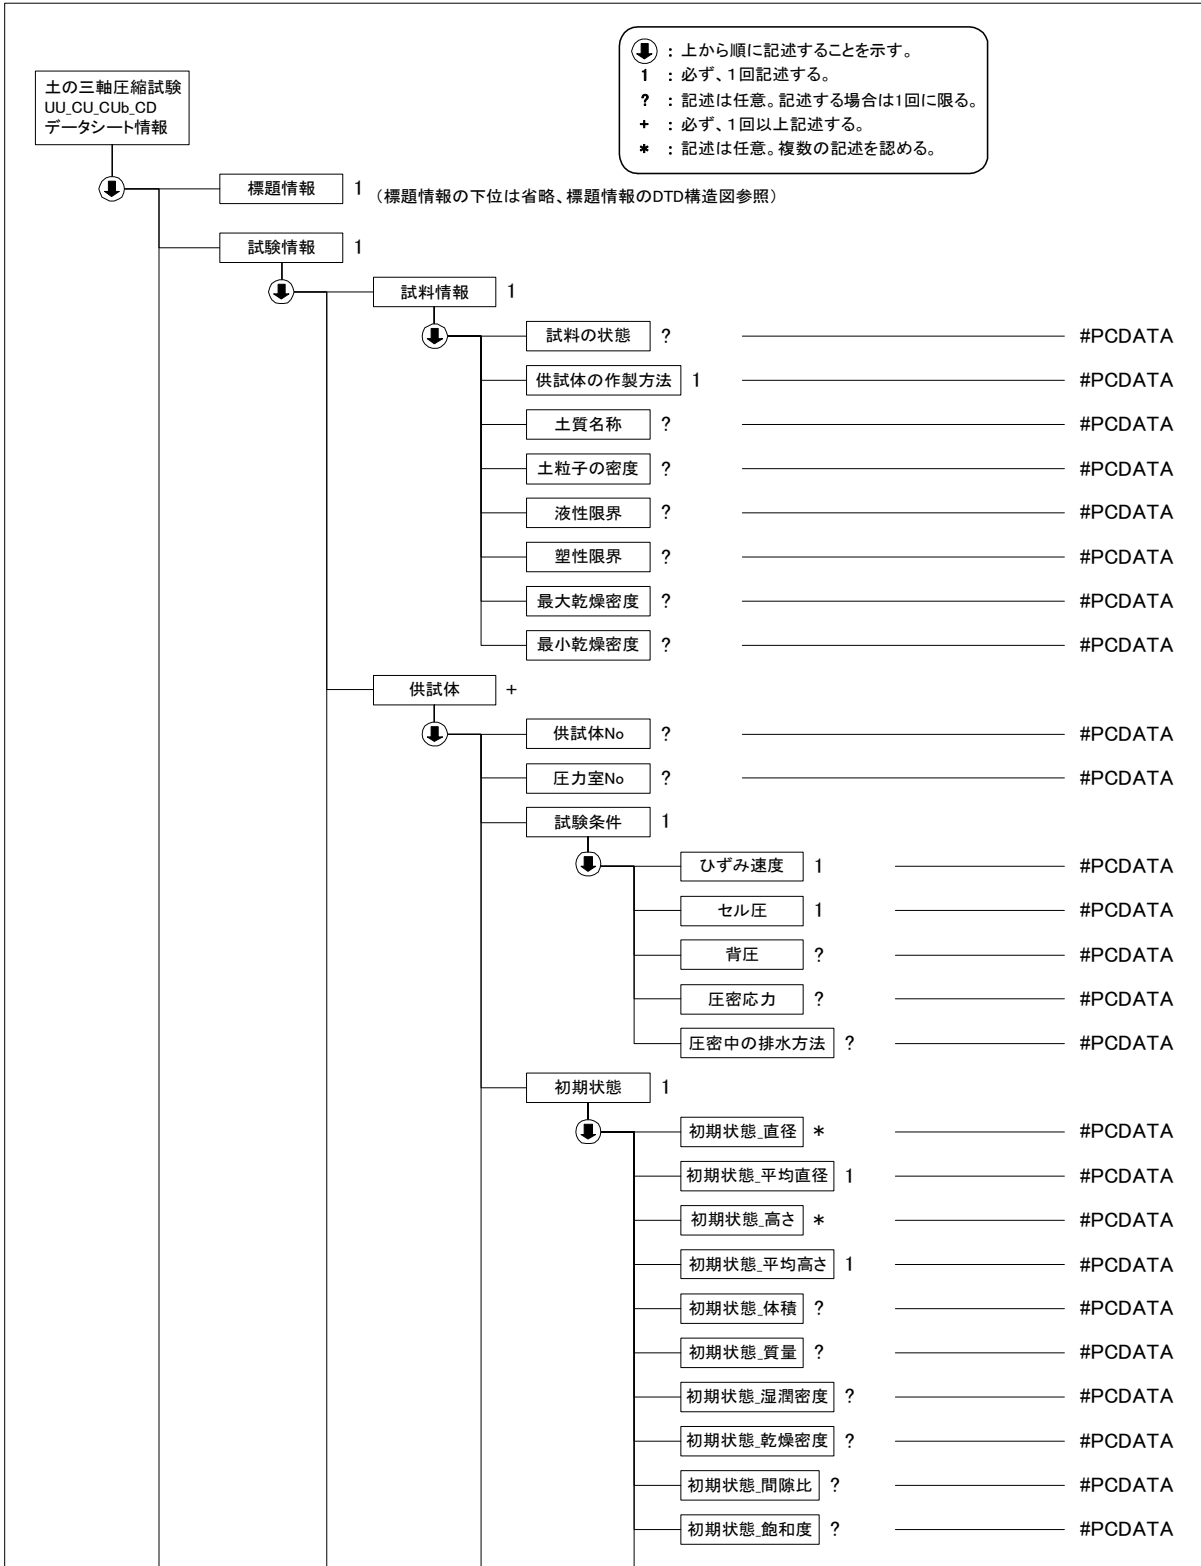 土の三軸圧縮試験
UU_CU_CUb_CD
データシート情報
: 上から順に記述することを示す。
1 : 必ず、1回記述する。
? : 記述は任意。記述する場合は1回に限る。
+ : 必ず、1回以上記述する。
* : 記述は任意。複数の記述を認める。
標題情報 1 (標題情報の下位は省略、標題情報のDTD構造図参照)
試験情報 1
試料情報 1
試料の状態 ? #PCDATA
供試体の作製方法 1 #PCDATA
土質名称 ? #PCDATA
土粒子の密度 ? #PCDATA
液性限界 ? #PCDATA
塑性限界 ? #PCDATA
最大乾燥密度 ? #PCDATA
最小乾燥密度 ? #PCDATA
供試体 +
供試体No ? #PCDATA
圧力室No ? #PCDATA
試験条件 1
ひずみ速度 1 #PCDATA
セル圧 1 #PCDATA
背圧 ? #PCDATA
圧密応力 ? #PCDATA
圧密中の排水方法 ? #PCDATA
初期状態 1
初期状態_直径 * #PCDATA
初期状態_平均直径 1 #PCDATA
初期状態_高さ * #PCDATA
初期状態_平均高さ 1 #PCDATA
初期状態_体積 ? #PCDATA
初期状態_質量 ? #PCDATA
初期状態_湿潤密度 ? #PCDATA
初期状態_乾燥密度 ? #PCDATA
初期状態_間隙比 ? #PCDATA
初期状態_飽和度 ? #PCDATA